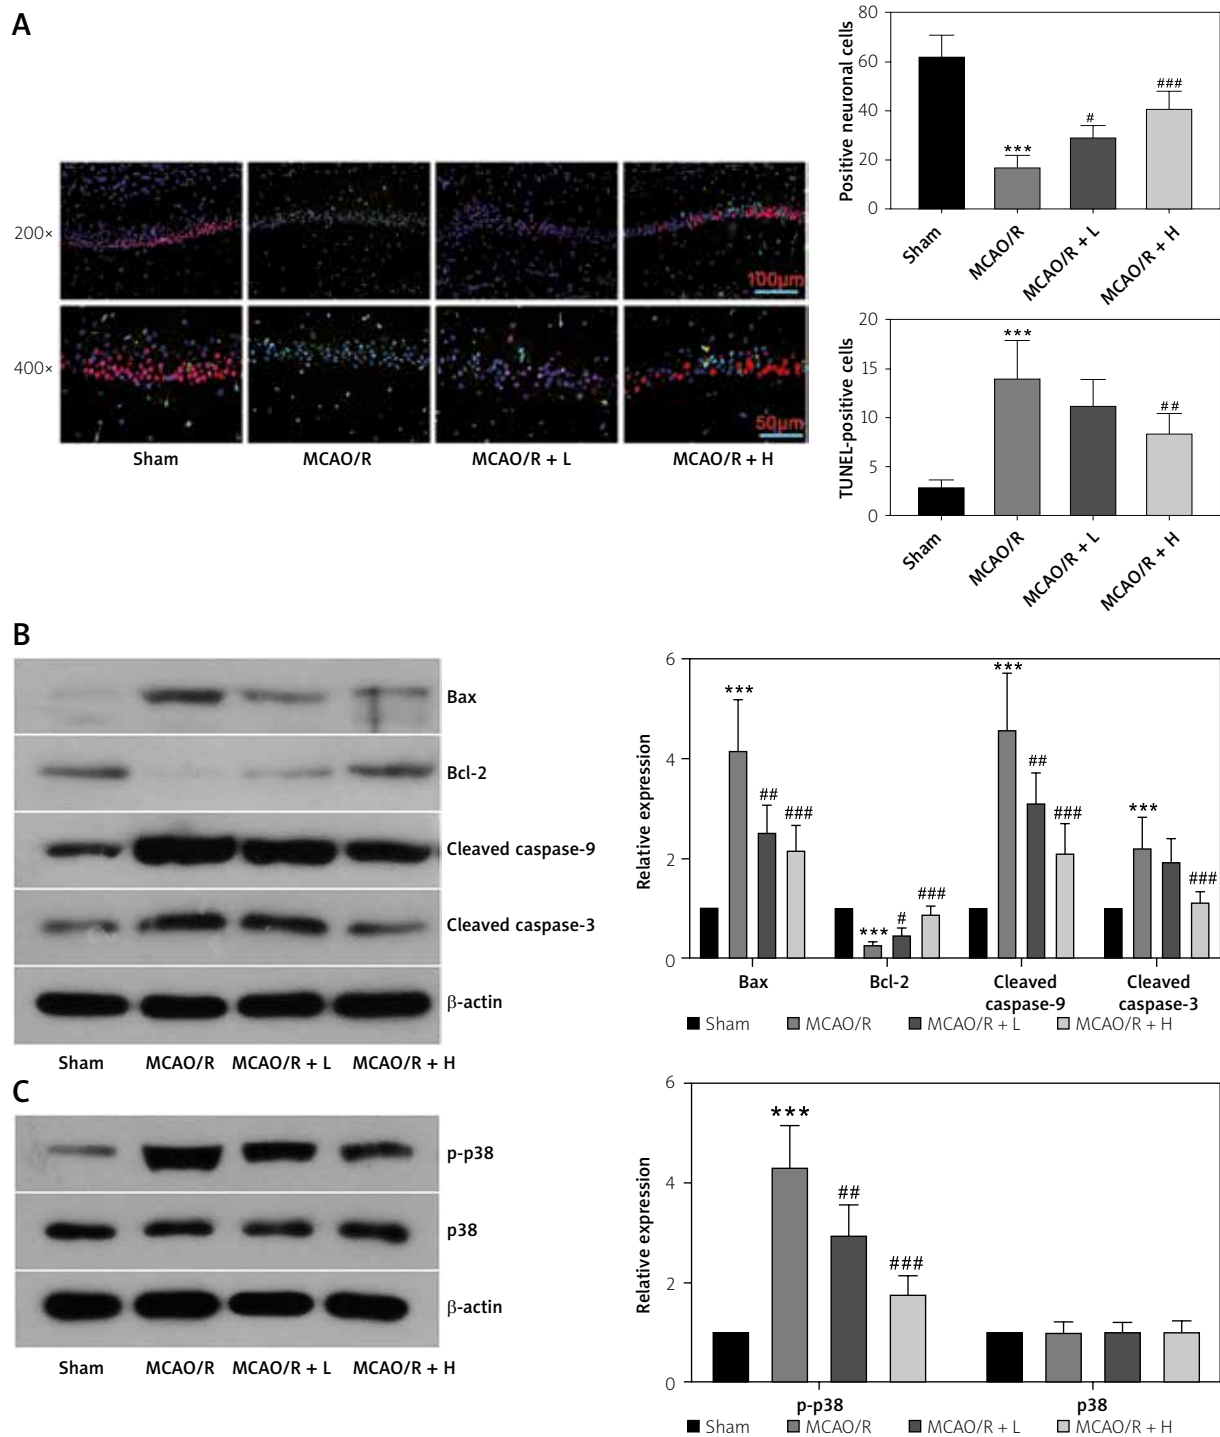 A
200×
400×
100µm
50µm
Sham
MCAO/R
MCAO/R + L
MCAO/R + H
Positive neuronal cells
80
60
40
20
0
***
#
###
Sham
MCAO/R
MCAO/R + L
MCAO/R + H
TUNEL-positive cells
20
15
10
5
0
***
##
Sham
MCAO/R
MCAO/R + L
MCAO/R + H
B
Bax
Bcl-2
Cleaved caspase-9
Cleaved caspase-3
β-actin
Sham
MCAO/R
MCAO/R + L
MCAO/R + H
Relative expression
6
4
2
0
***
##
###
***
#
###
***
##
###
***
###
Bax
Bcl-2
Cleaved
caspase-9
Cleaved
caspase-3
Sham
MCAO/R
MCAO/R + L
MCAO/R + H
C
p-p38
p38
β-actin
Sham
MCAO/R
MCAO/R + L
MCAO/R + H
Relative expression
6
4
2
0
***
##
###
p-p38
p38
Sham
MCAO/R
MCAO/R + L
MCAO/R + H